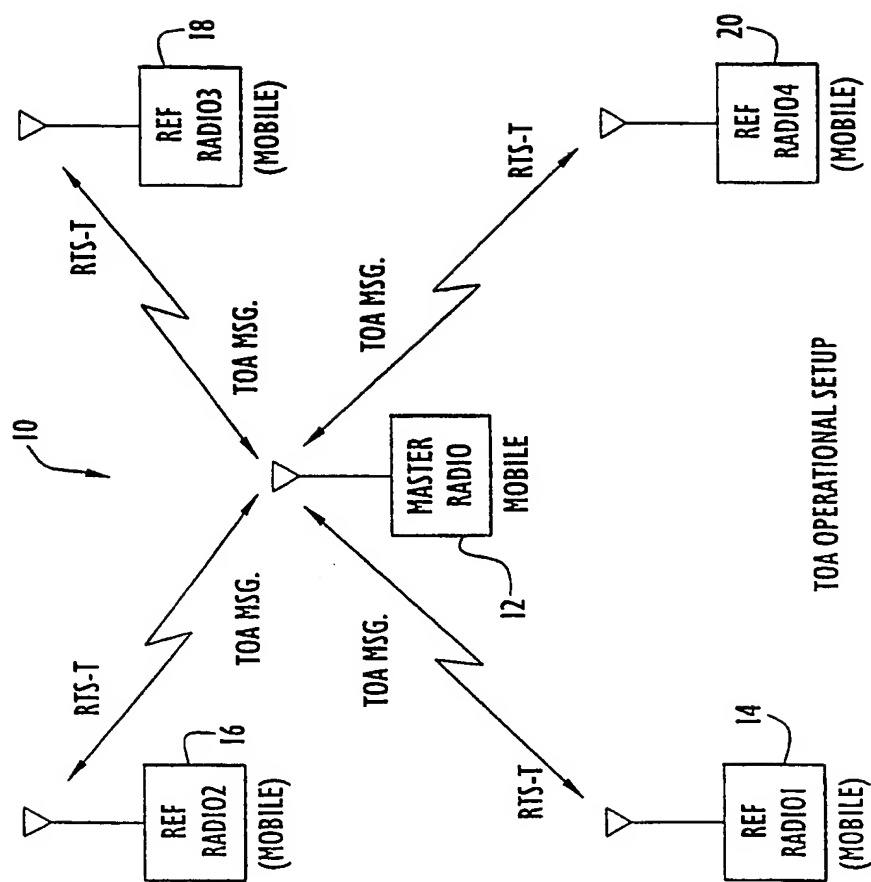 10
REF
RADIO2
(MOBILE)
16
RTS-T
TOA MSG.
REF
RADIO3
(MOBILE)
18
RTS-T
TOA MSG.
MASTER
RADIO
MOBILE
12
REF
RADIO1
(MOBILE)
14
RTS-T
TOA MSG.
REF
RADIO4
(MOBILE)
20
RTS-T
TOA MSG.
TOA OPERATIONAL SETUP